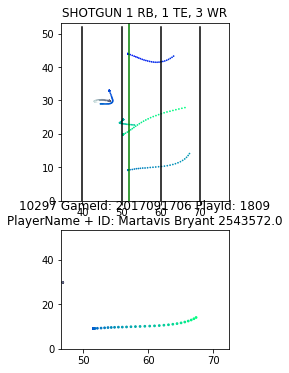 SHOTGUN 1 RB, 1 TE, 3 WR
50
40
30
20
10
0
40 50 60 70
10297 GameId: 2017091706 PlayId: 1809
PlayerName + ID: Martavis Bryant 2543572.0
40
20
0
50 60 70